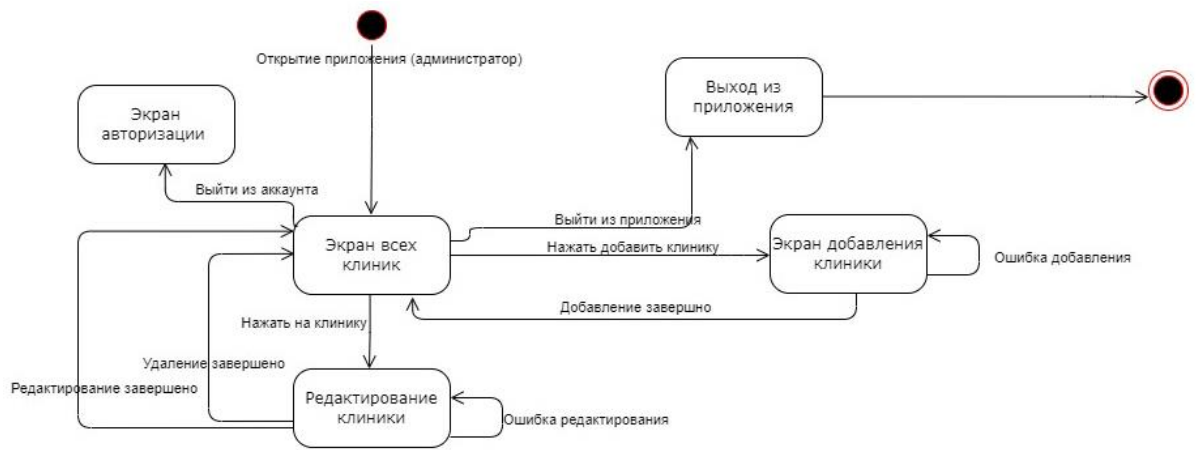 Открытие приложения (администратор)
Экран
авторизации
Выход из
приложения
Выйти из аккаунта
Экран всех
клиник
Выйти из приложения
Нажать добавить клинику
Экран добавления
клиники
Ошибка добавления
Добавление завершно
Нажать на клинику
Удаление завершено
Редактирование завершено
Редактирование
клиники
Ошибка редактирования